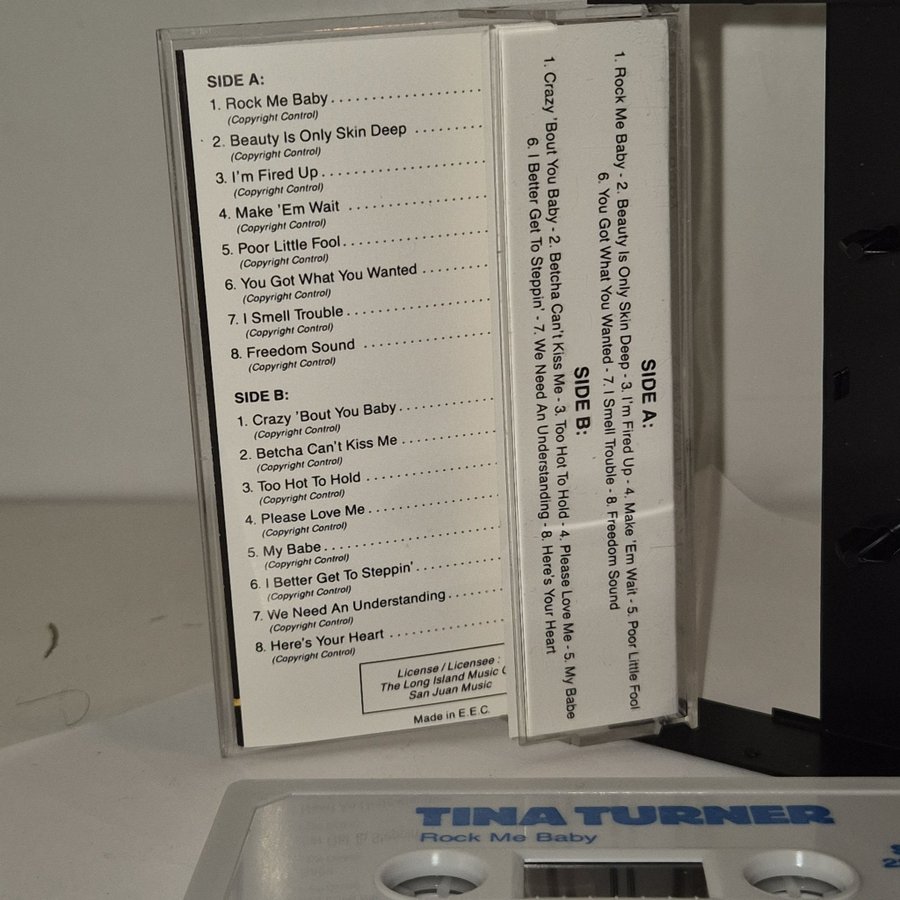 SIDE A:
1. Rock Me Baby
(Copyright Control)
2. Beauty Is Only Skin Deep
(Copyright Control)
3. I'm Fired Up
(Copyright Control)
4. Make 'Em Wait
(Copyright Control)
5. Poor Little Fool
(Copyright Control)
6. You Got What You Wanted
(Copyright Control)
7. I Smell Trouble
(Copyright Control)
8. Freedom Sound
(Copyright Control)
SIDE B:
1. Crazy 'Bout You Baby
(Copyright Control)
2. Betcha Can't Kiss Me
(Copyright Control)
3. Too Hot To Hold
(Copyright Control)
4. Please Love Me
(Copyright Control)
5. My Babe
(Copyright Control)
6. I Better Get To Steppin'
(Copyright Control)
7. We Need An Understanding
(Copyright Control)
8. Here's Your Heart
(Copyright Control)
License / Licensee :
The Long Island Music
San Juan Music
Made in E.E.C.
SIDE A:
1. Rock Me Baby - 2. Beauty Is Only Skin Deep - 3. I'm Fired Up - 4. Make 'Em Wait - 5. Poor Little Fool
6. You Got What You Wanted - 7. I Smell Trouble - 8. Freedom Sound
SIDE B:
1. Crazy 'Bout You Baby - 2. Betcha Can't Kiss Me - 3. Too Hot To Hold - 4. Please Love Me - 5. My Babe
6. I Better Get To Steppin' - 7. We Need An Understanding - 8. Here's Your Heart
TINA TURNER
Rock Me Baby